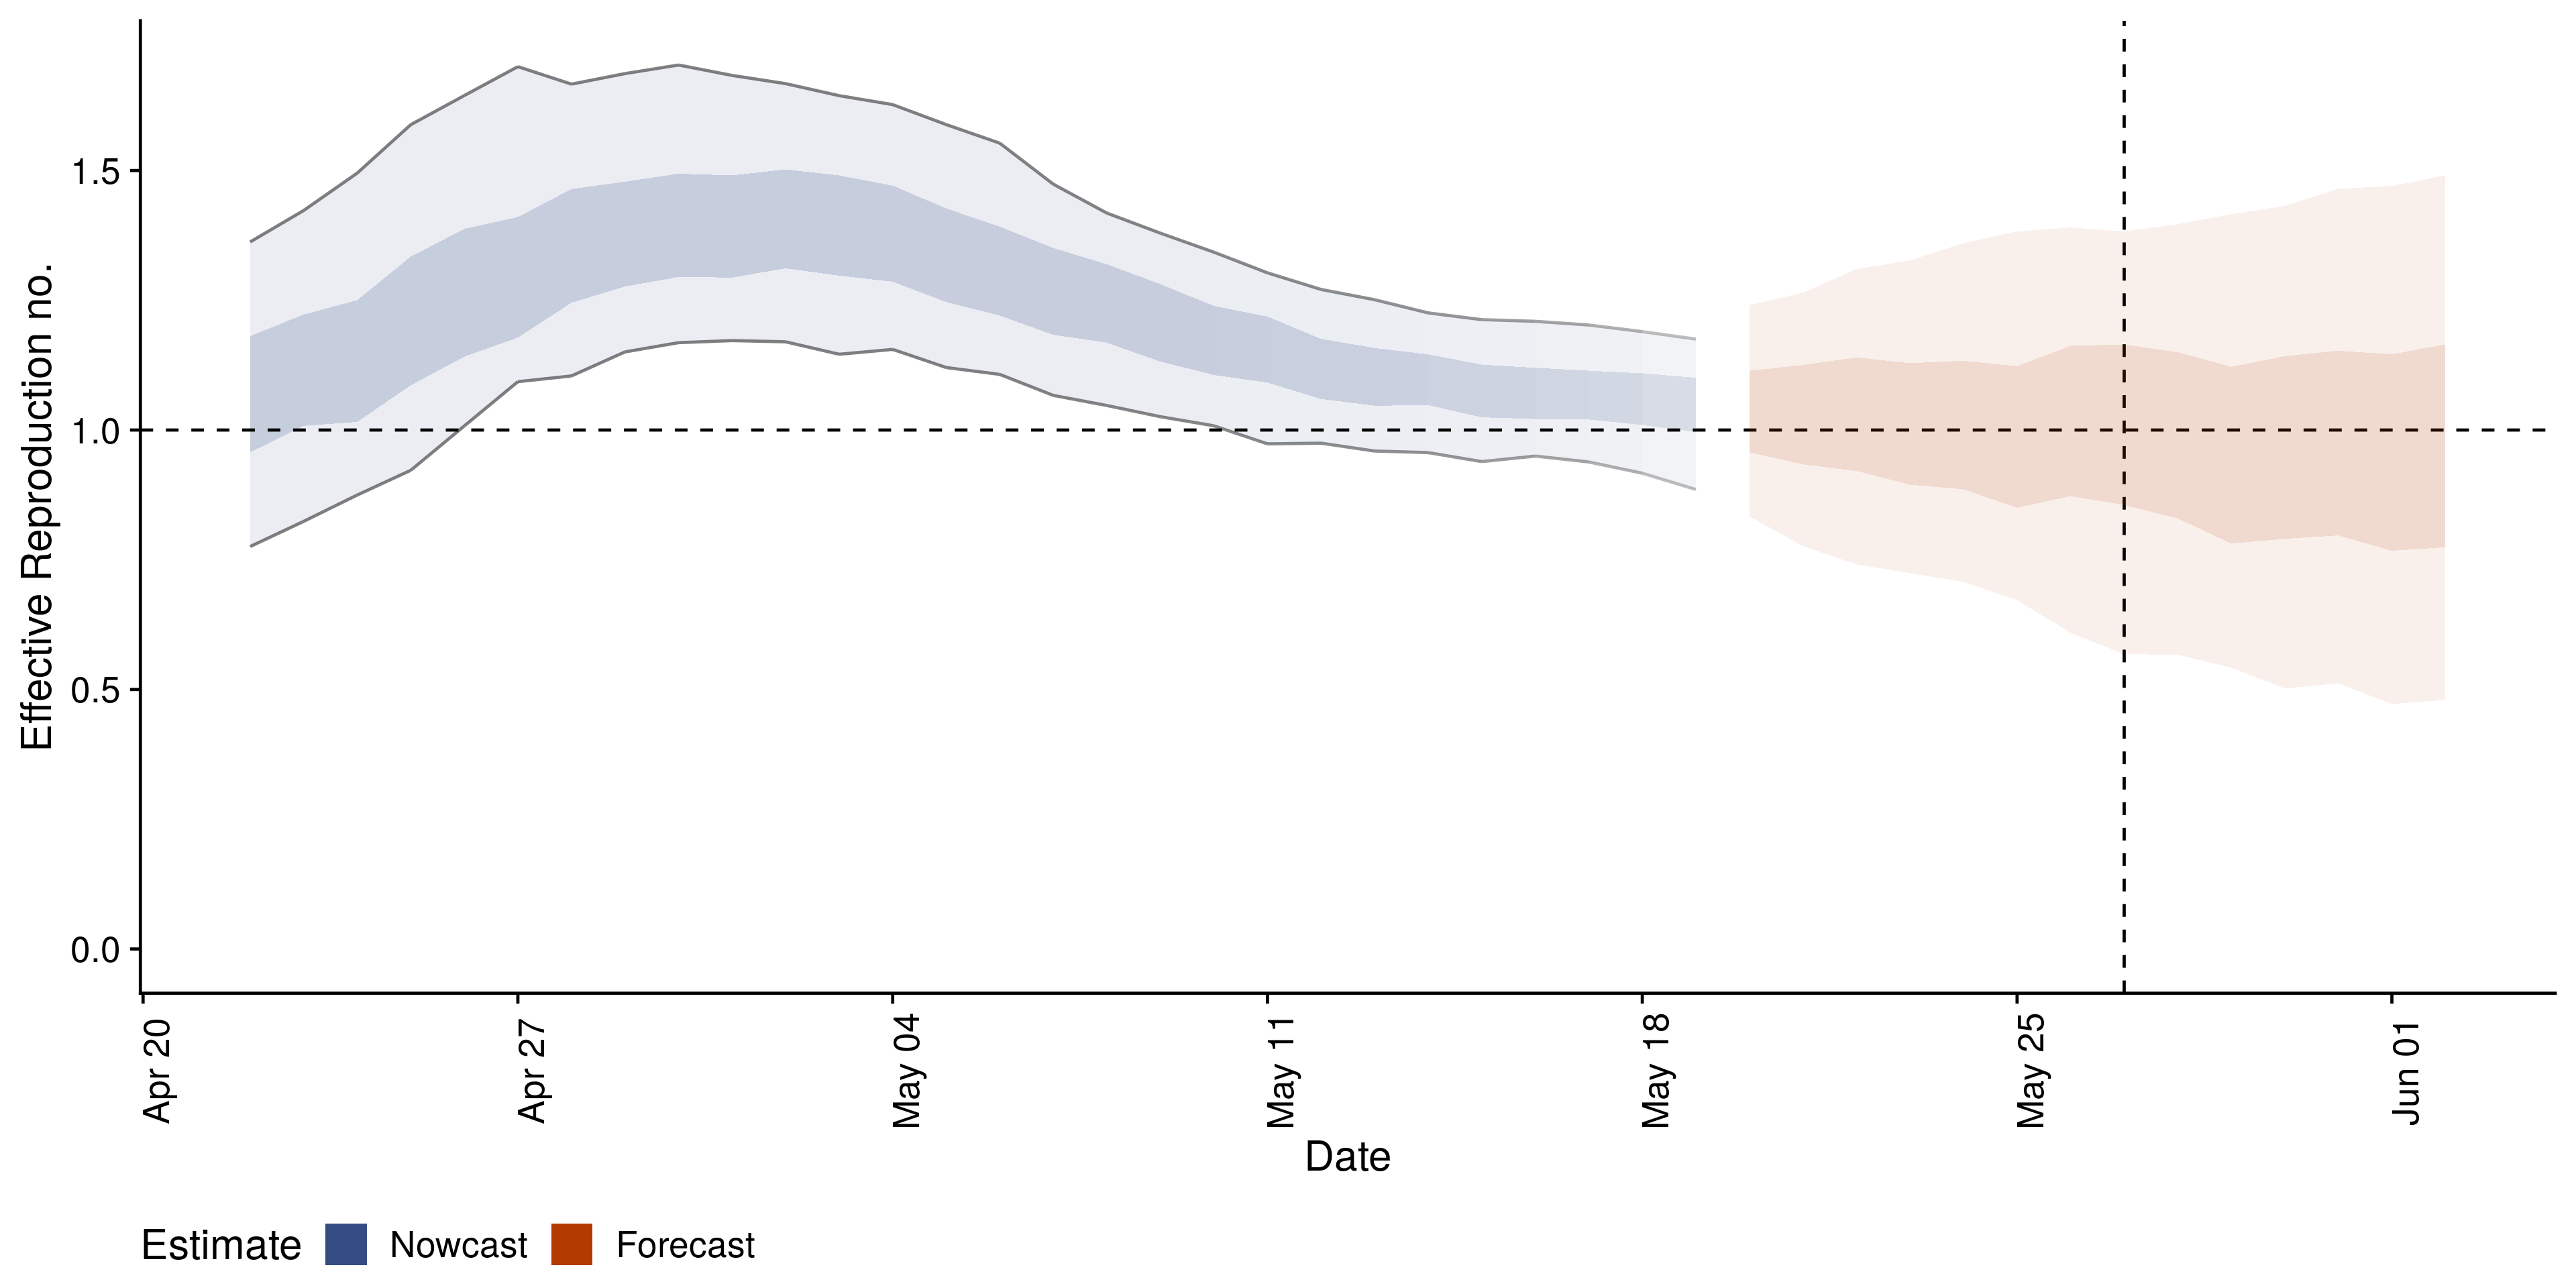 Effective Reproduction no.
1.5
1.0
0.5
0.0
Apr 20
Apr 27
May 04
May 11
May 18
May 25
Jun 01
Date
Estimate Nowcast Forecast